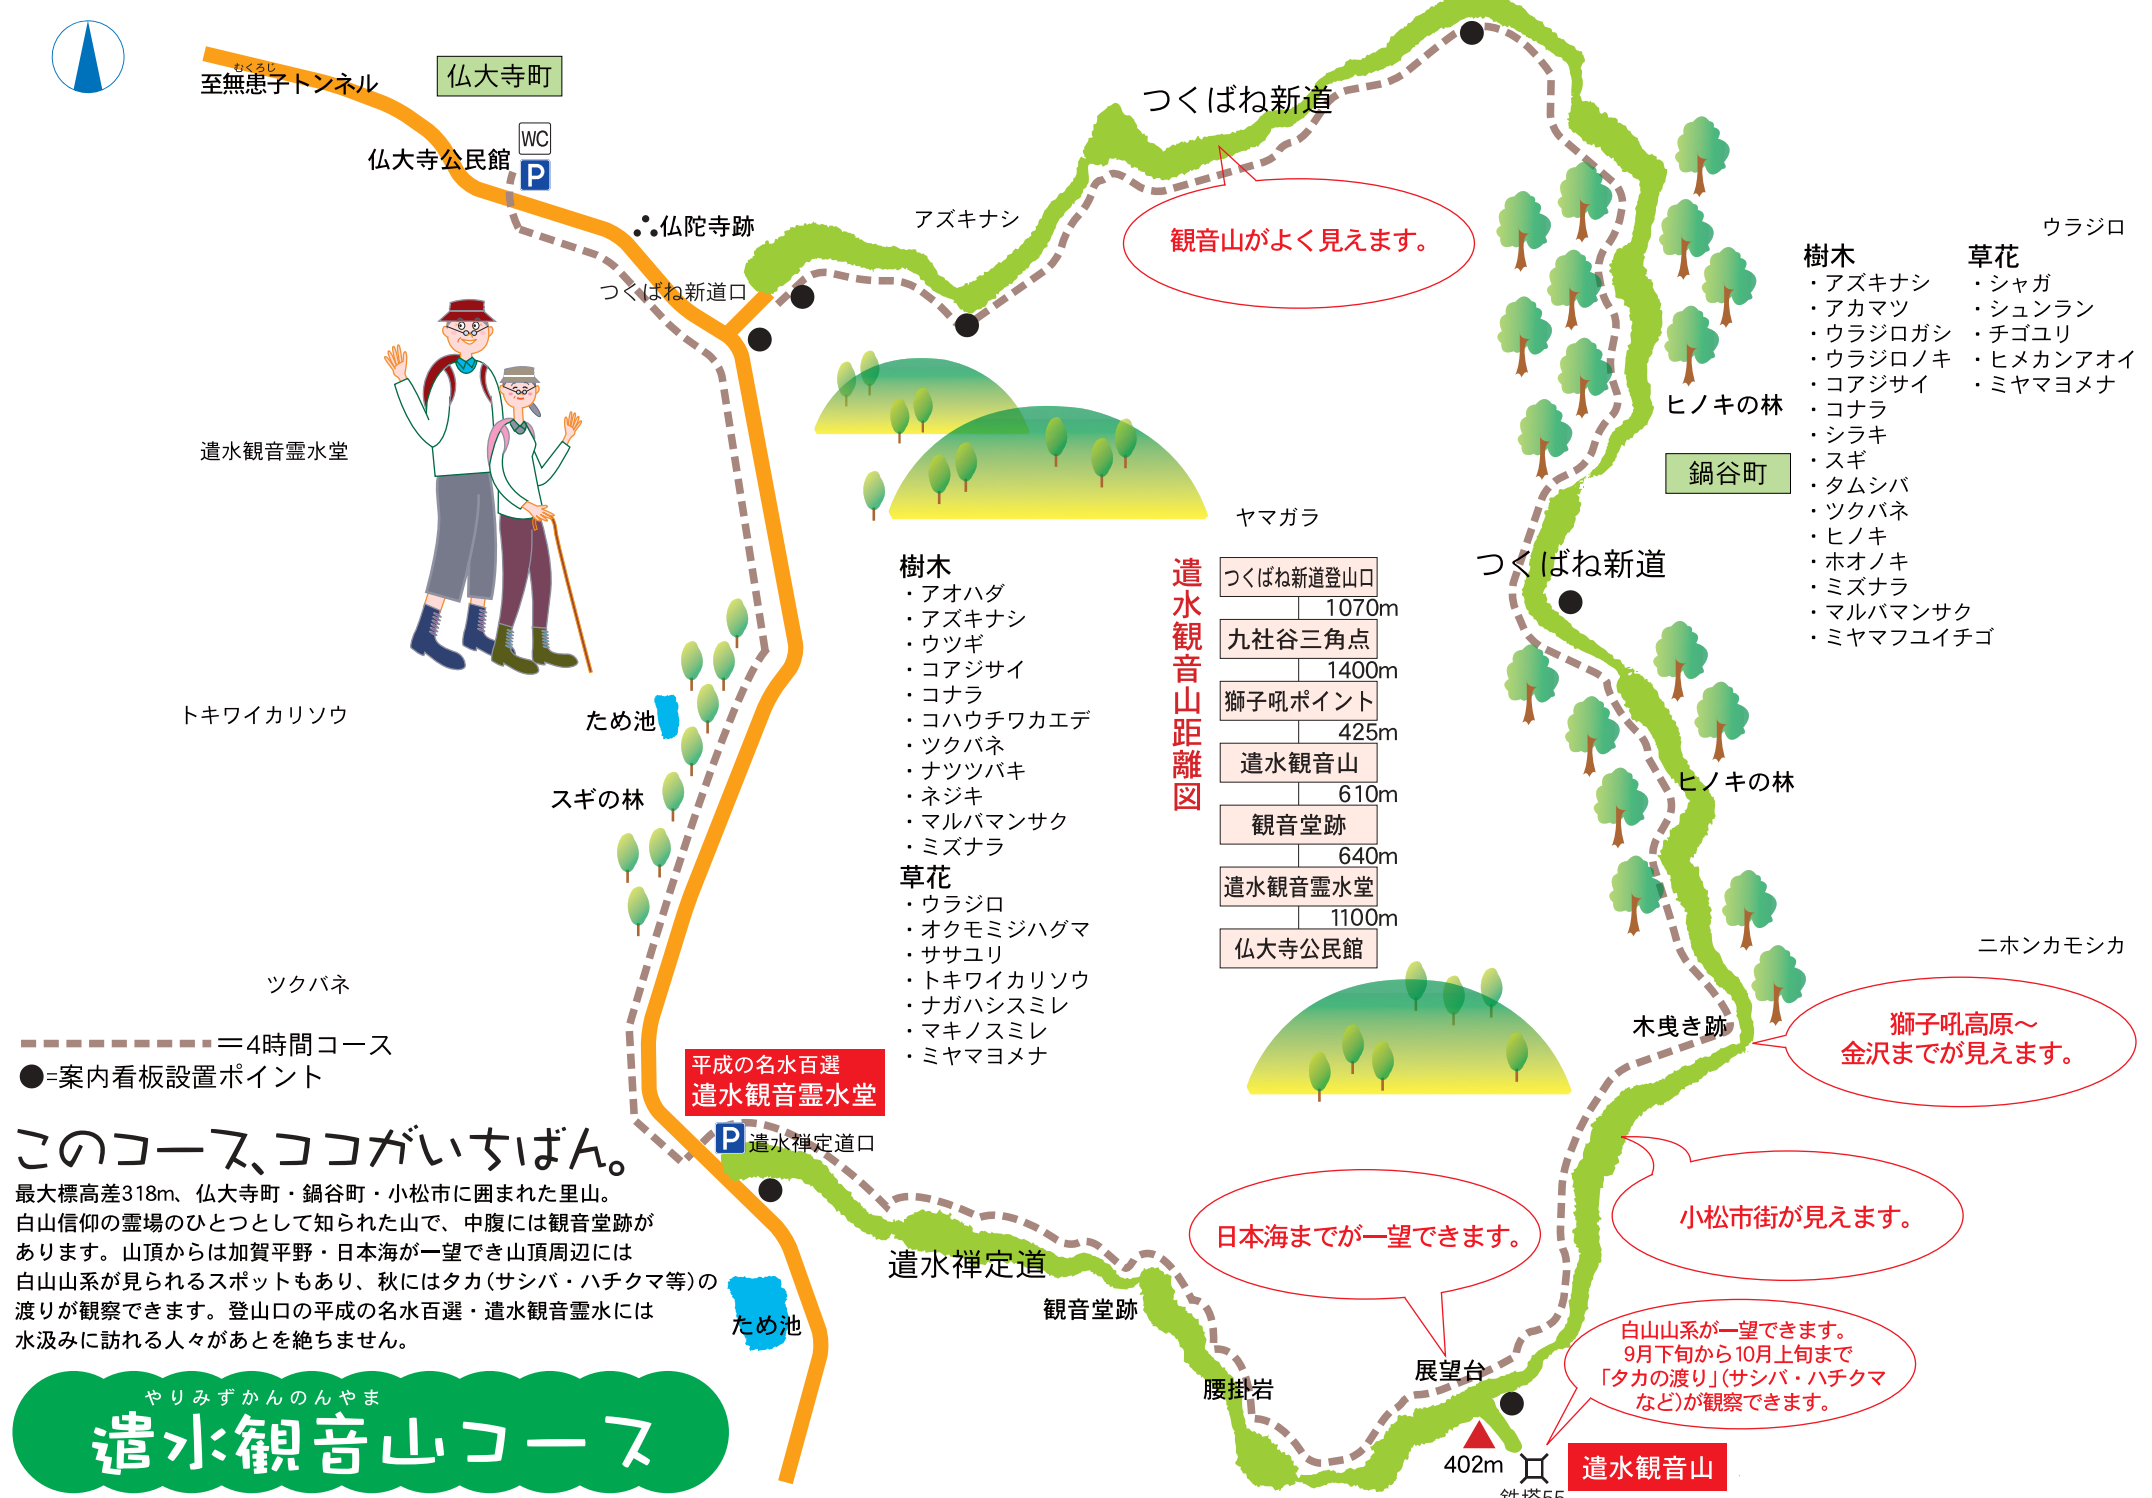 むくろじ
至無患子トンネル
仏大寺町
WC
仏大寺公民館
P
仏陀寺跡
つくばね新道口
アズキナシ
つくばね新道
観音山がよく見えます。
ウラジロ
樹木
・アズキナシ
・アカマツ
・ウラジロガシ
・ウラジロノキ
・コアジサイ
・コナラ
・シラキ
・スギ
・タムシバ
・ツクバネ
・ヒノキ
・ホオノキ
・ミズナラ
・マルバマンサク
・ミヤマフユイチゴ
草花
・シャガ
・シュンラン
・チゴユリ
・ヒメカンアオイ
・ミヤマヨメナ
ヒノキの林
鍋谷町
遣水観音霊水堂
ヤマガラ
つくばね新道
樹木
・アオハダ
・アズキナシ
・ウツギ
・コアジサイ
・コナラ
・コハウチワカエデ
・ツクバネ
・ナツツバキ
・ネジキ
・マルバマンサク
・ミズナラ
草花
・ウラジロ
・オクモミジハグマ
・ササユリ
・トキワイカリソウ
・ナガハシスミレ
・マキノスミレ
・ミヤマヨメナ
遣水観音山距離図
つくばね新道登山口
1070m
九社谷三角点
1400m
獅子吼ポイント
425m
遣水観音山
610m
観音堂跡
640m
遣水観音霊水堂
1100m
仏大寺公民館
トキワイカリソウ
ため池
スギの林
ヒノキの林
ツクバネ
ニホンカモシカ
木曳き跡
獅子吼高原〜
金沢までが見えます。
=4時間コース
●=案内看板設置ポイント
平成の名水百選
遣水観音霊水堂
P
遣水禅定道口
このコース、ココがいちばん。
最大標高差318m、仏大寺町・鍋谷町・小松市に囲まれた里山。
白山信仰の霊場のひとつとして知られた山で、中腹には観音堂跡が
あります。山頂からは加賀平野・日本海が一望でき山頂周辺には
白山山系が見られるスポットもあり、秋にはタカ(サシバ・ハチクマ等)の
渡りが観察できます。登山口の平成の名水百選・遣水観音霊水には
水汲みに訪れる人々があとを絶ちません。
小松市街が見えます。
日本海までが一望できます。
遣水禅定道
観音堂跡
ため池
腰掛岩
展望台
白山山系が一望できます。
9月下旬から10月上旬まで
「タカの渡り」(サシバ・ハチクマ
など)が観察できます。
402m
遣水観音山
鉄塔55
やりみずかんのんやま
遣水観音山コース